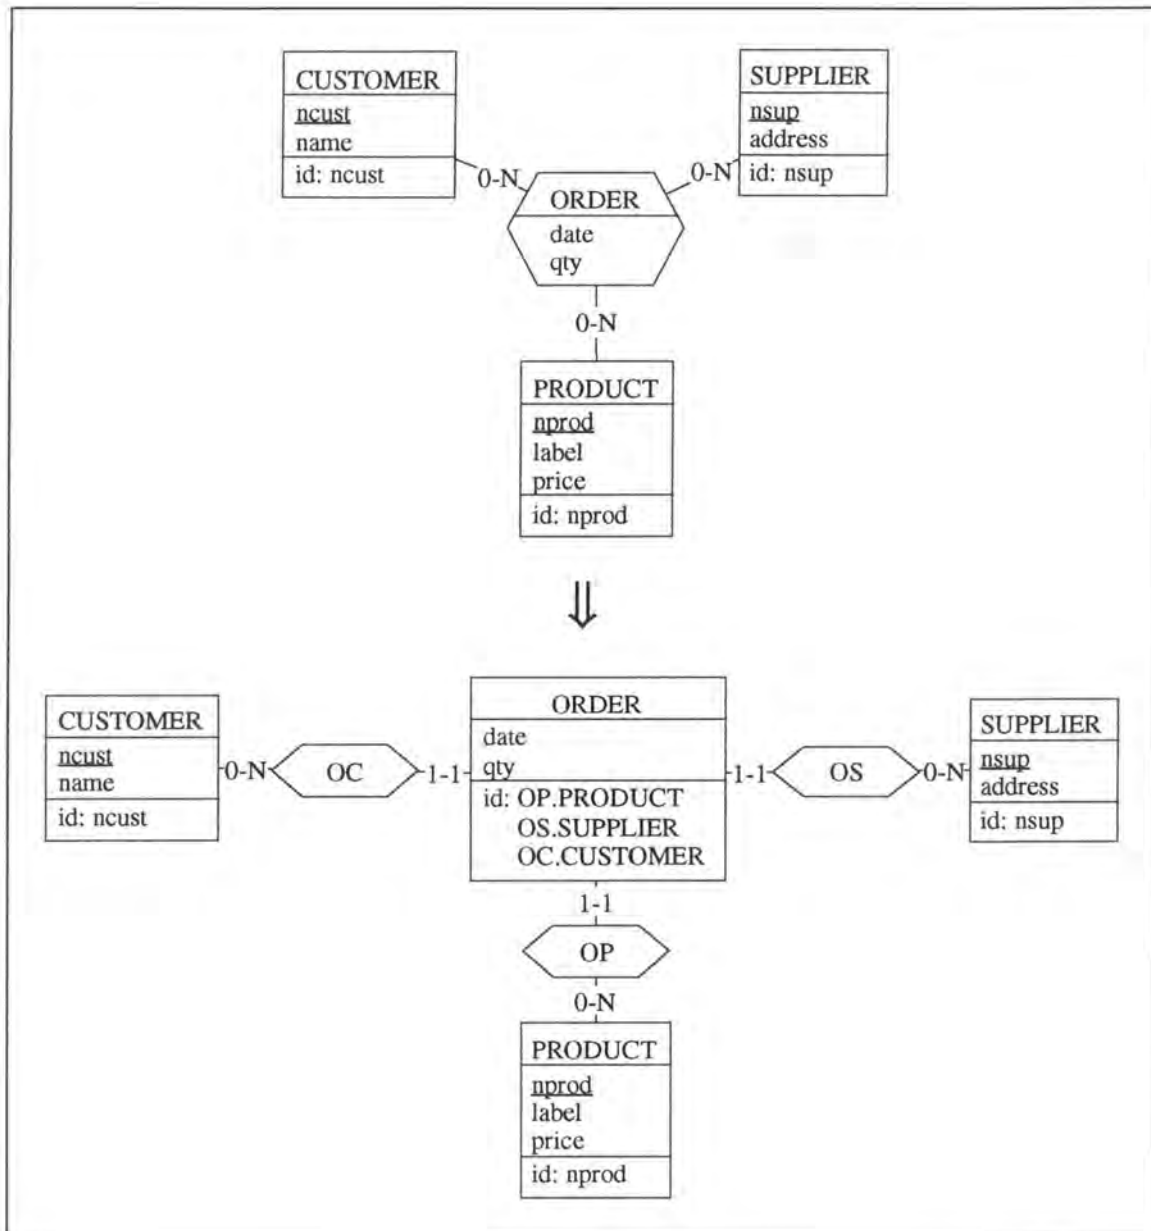 CUSTOMER
ncust
name
id: ncust
SUPPLIER
nsup
address
id: nsup
0-N
0-N
ORDER
date
qty
0-N
PRODUCT
nprod
label
price
id: nprod
⇓
CUSTOMER
ncust
name
id: ncust
0-N
OC
1-1
ORDER
date
qty
id: OP.PRODUCT
OS.SUPPLIER
OC.CUSTOMER
1-1
OS
0-N
SUPPLIER
nsup
address
id: nsup
1-1
OP
0-N
PRODUCT
nprod
label
price
id: nprod